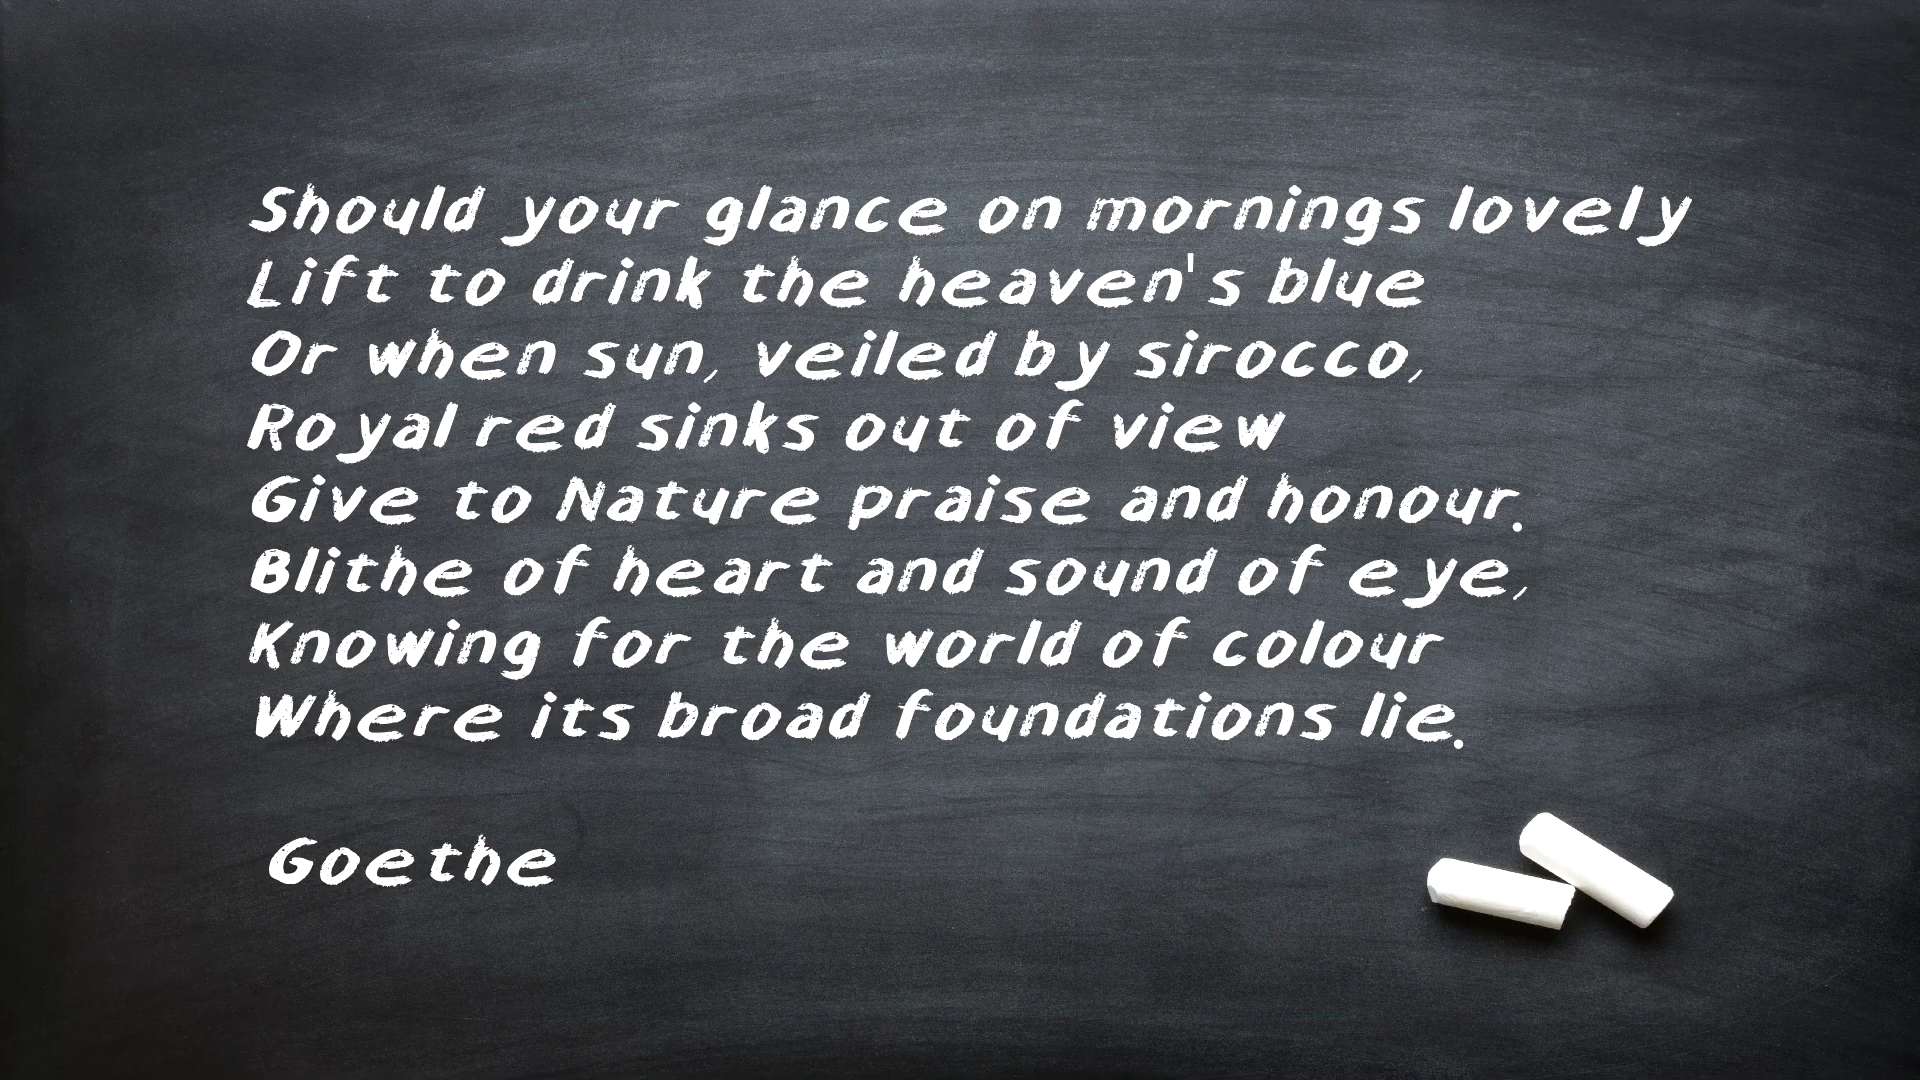 Should your glance on mornings lovely
Lift to drink the heaven's blue
Or when sun, veiled by sirocco,
Royal red sinks out of view
Give to Nature praise and honour.
Blithe of heart and sound of eye,
Knowing for the world of colour
Where its broad foundations lie.
Goethe